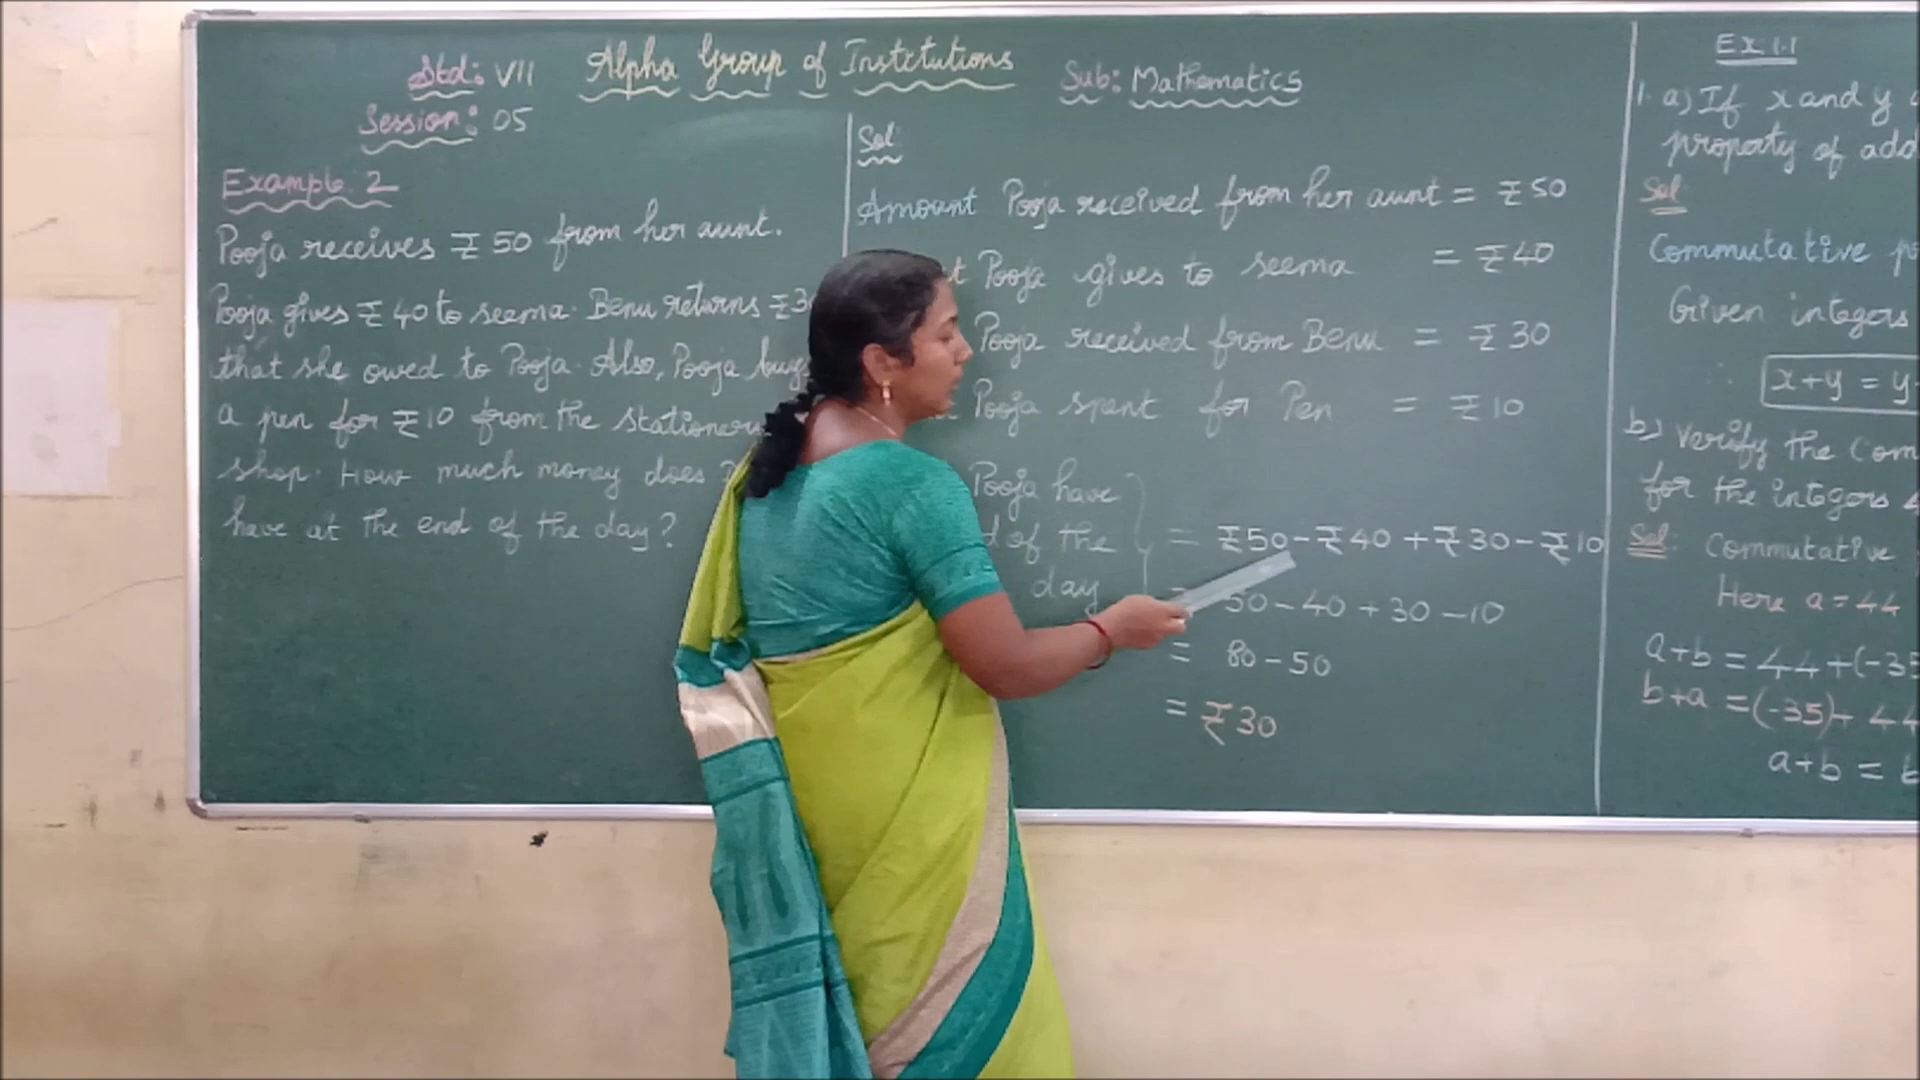 Std: VII Alpha Group of Institutions Sub: Mathematics
Session: 05
Example. 2
Pooja receives ₹ 50 from her aunt.
Pooja gives ₹ 40 to seema. Benu returns ₹ 30
that she owed to Pooja. Also, Pooja buys
a pen for ₹ 10 from the stationery
shop. How much money does
have at the end of the day?
Sol:
Amount Pooja received from her aunt = ₹ 50
Pooja gives to seema = ₹ 40
Pooja received from Benu = ₹ 30
Pooja spent for Pen = ₹ 10
Pooja have
of the
day
= ₹50 - ₹40 + ₹30 - ₹10
= 50 - 40 + 30 - 10
= 80 - 50
= ₹30
Ex 1.1
1. a) If x and y
property of add
Sol
Commutative
Given integers
∴ x+y = y
b) Verify the Com
for the integers
Sol: Commutative
Here a = 44
a+b = 44 + (-35
b+a = (-35) + 44
a+b =